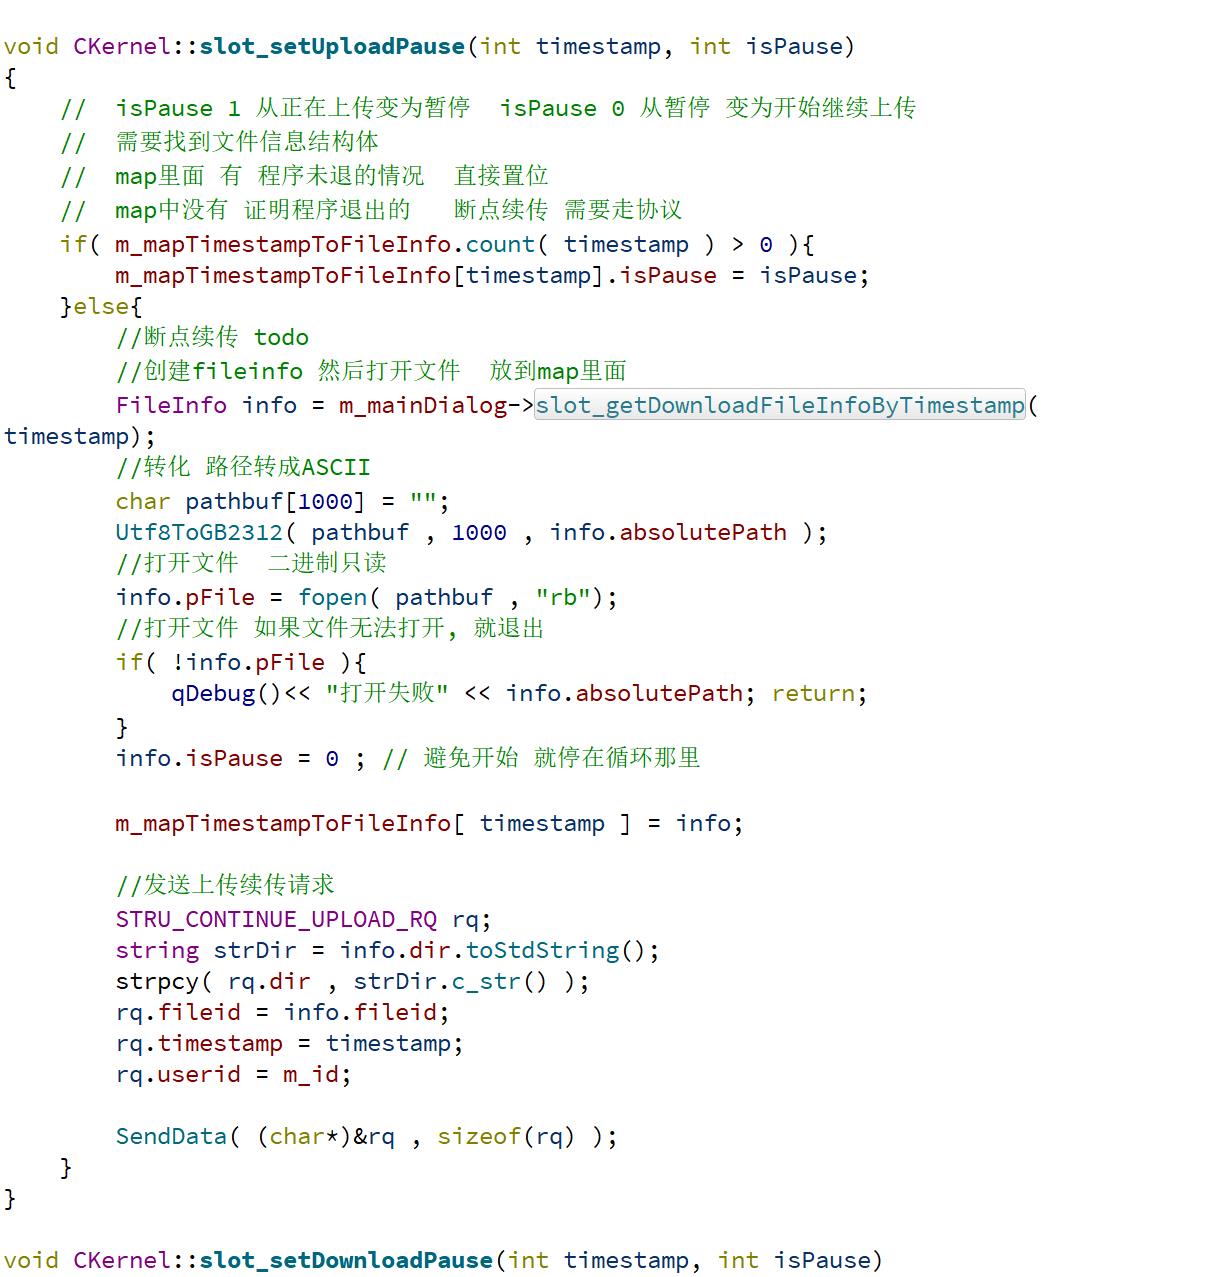 void CKernel::slot_setUploadPause(int timestamp, int isPause)
{
    //  isPause 1 从正在上传变为暂停  isPause 0 从暂停 变为开始继续上传
    //  需要找到文件信息结构体
    //  map里面 有 程序未退的情况  直接置位
    //  map中没有 证明程序退出的   断点续传 需要走协议
    if( m_mapTimestampToFileInfo.count( timestamp ) > 0 ){
        m_mapTimestampToFileInfo[timestamp].isPause = isPause;
    }else{
        //断点续传 todo
        //创建fileinfo 然后打开文件  放到map里面
        FileInfo info = m_mainDialog->slot_getDownloadFileInfoByTimestamp(
timestamp);
        //转化 路径转成ASCII
        char pathbuf[1000] = "";
        Utf8ToGB2312( pathbuf , 1000 , info.absolutePath );
        //打开文件  二进制只读
        info.pFile = fopen( pathbuf , "rb");
        //打开文件 如果文件无法打开, 就退出
        if( !info.pFile ){
            qDebug()<< "打开失败" << info.absolutePath; return;
        }
        info.isPause = 0 ; // 避免开始 就停在循环那里
        m_mapTimestampToFileInfo[ timestamp ] = info;
        //发送上传续传请求
        STRU_CONTINUE_UPLOAD_RQ rq;
        string strDir = info.dir.toStdString();
        strpcy( rq.dir , strDir.c_str() );
        rq.fileid = info.fileid;
        rq.timestamp = timestamp;
        rq.userid = m_id;
        SendData( (char*)&rq , sizeof(rq) );
    }
}
void CKernel::slot_setDownloadPause(int timestamp, int isPause)